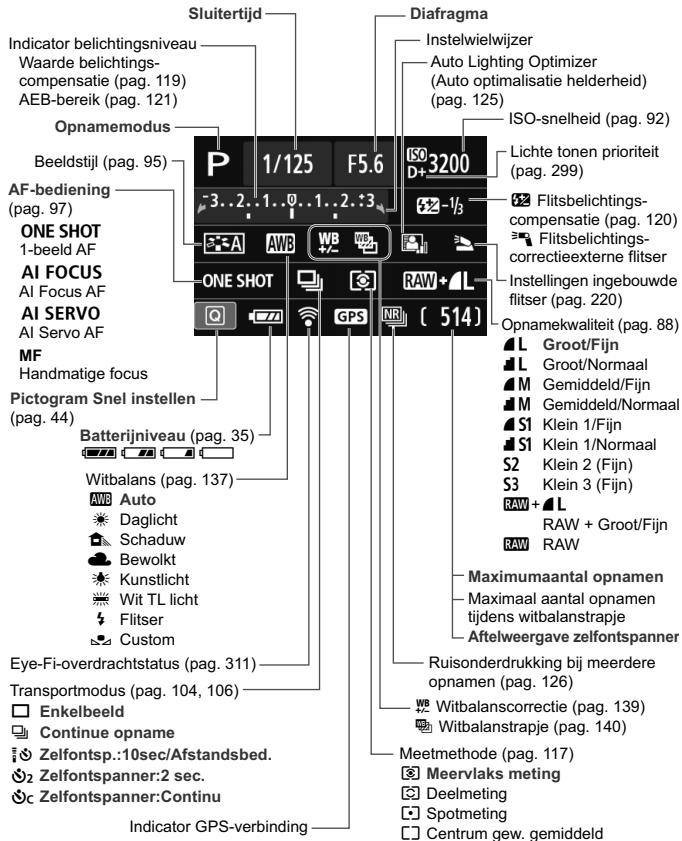 Sluitertijd
Diafragma
Indicator belichtingsniveau
Waarde belichtings-
compensatie (pag. 119)
AEB-bereik (pag. 121)
Instelwielwijzer
Auto Lighting Optimizer
(Auto optimalisatie helderheid)
(pag. 125)
ISO-snelheid (pag. 92)
Opnamemodus
Beeldstijl (pag. 95)
Lichte tonen prioriteit
(pag. 299)
P 1/125 F5.6 ISO D+ 3200
-3..2..1..0..1..2.+3
-1/3
A AWB WB +/- WB
ONE SHOT RAW+L
Q GPS NR ( 514)
AF-bediening
(pag. 97)
ONE SHOT
1-beeld AF
AI FOCUS
AI Focus AF
AI SERVO
AI Servo AF
MF
Handmatige focus
Pictogram Snel instellen
(pag. 44)
Batterijniveau (pag. 35)
Flitsbelichtings-
compensatie (pag. 120)
Flitsbelichtings-
correctieexterne flitser
Instellingen ingebouwde
flitser (pag. 220)
Opnamekwaliteit (pag. 88)
L Groot/Fijn
L Groot/Normaal
M Gemiddeld/Fijn
M Gemiddeld/Normaal
S1 Klein 1/Fijn
S1 Klein 1/Normaal
S2 Klein 2 (Fijn)
S3 Klein 3 (Fijn)
RAW + L
RAW + Groot/Fijn
RAW RAW
Witbalans (pag. 137)
AWB Auto
Daglicht
Schaduw
Bewolkt
Kunstlicht
Wit TL licht
Flitser
Custom
Maximumaantal opnamen
Maximaal aantal opnamen
tijdens witbalanstrapje
Aftelweergave zelfontspanner
Eye-Fi-overdrachtstatus (pag. 311)
Ruisonderdrukking bij meerdere
opnamen (pag. 126)
Transportmodus (pag. 104, 106)
Enkelbeeld
Continue opname
Zelfontsp.:10sec/Afstandsbed.
2 Zelfontspanner:2 sec.
C Zelfontspanner:Continu
WB +/- Witbalanscorrectie (pag. 139)
WB Witbalanstrapje (pag. 140)
Meetmethode (pag. 117)
Meervlaks meting
Deelmeting
Spotmeting
Centrum gew. gemiddeld
Indicator GPS-verbinding